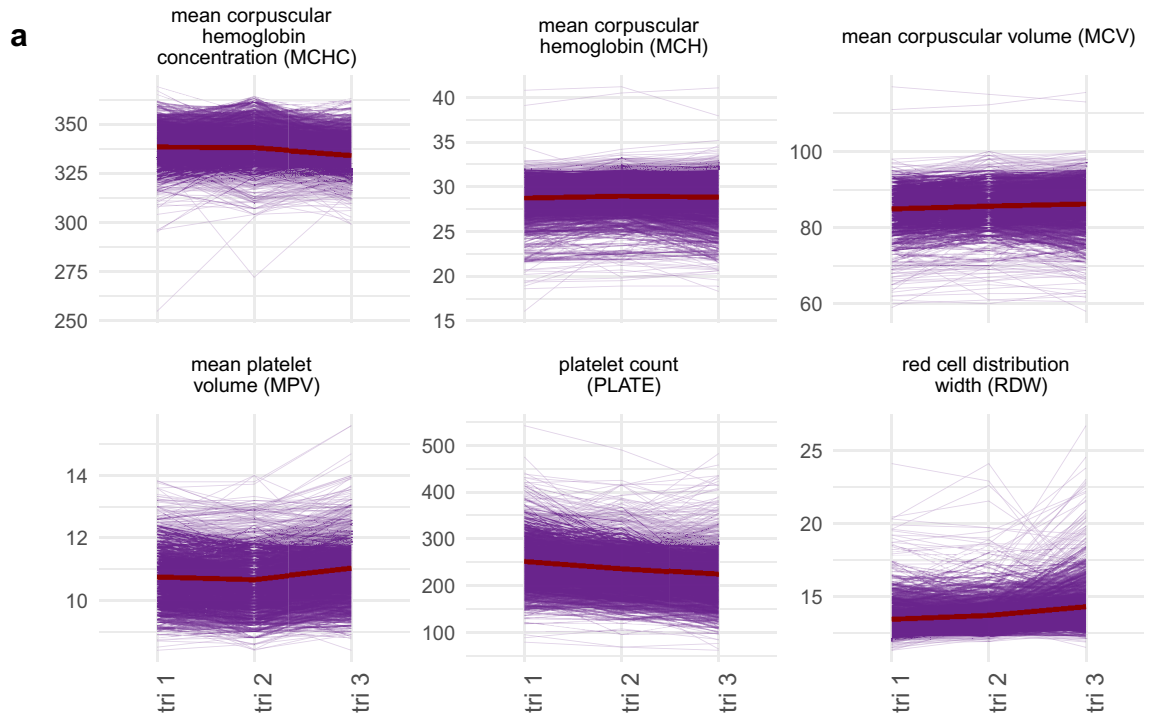 a
mean corpuscular
hemoglobin
concentration (MCHC)
mean corpuscular
hemoglobin (MCH)
mean corpuscular volume (MCV)
350
325
300
275
250
40
35
30
25
20
15
100
80
60
mean platelet
volume (MPV)
platelet count
(PLATE)
red cell distribution
width (RDW)
14
12
10
500
400
300
200
100
25
20
15
tri 1
tri 2
tri 3
tri 1
tri 2
tri 3
tri 1
tri 2
tri 3